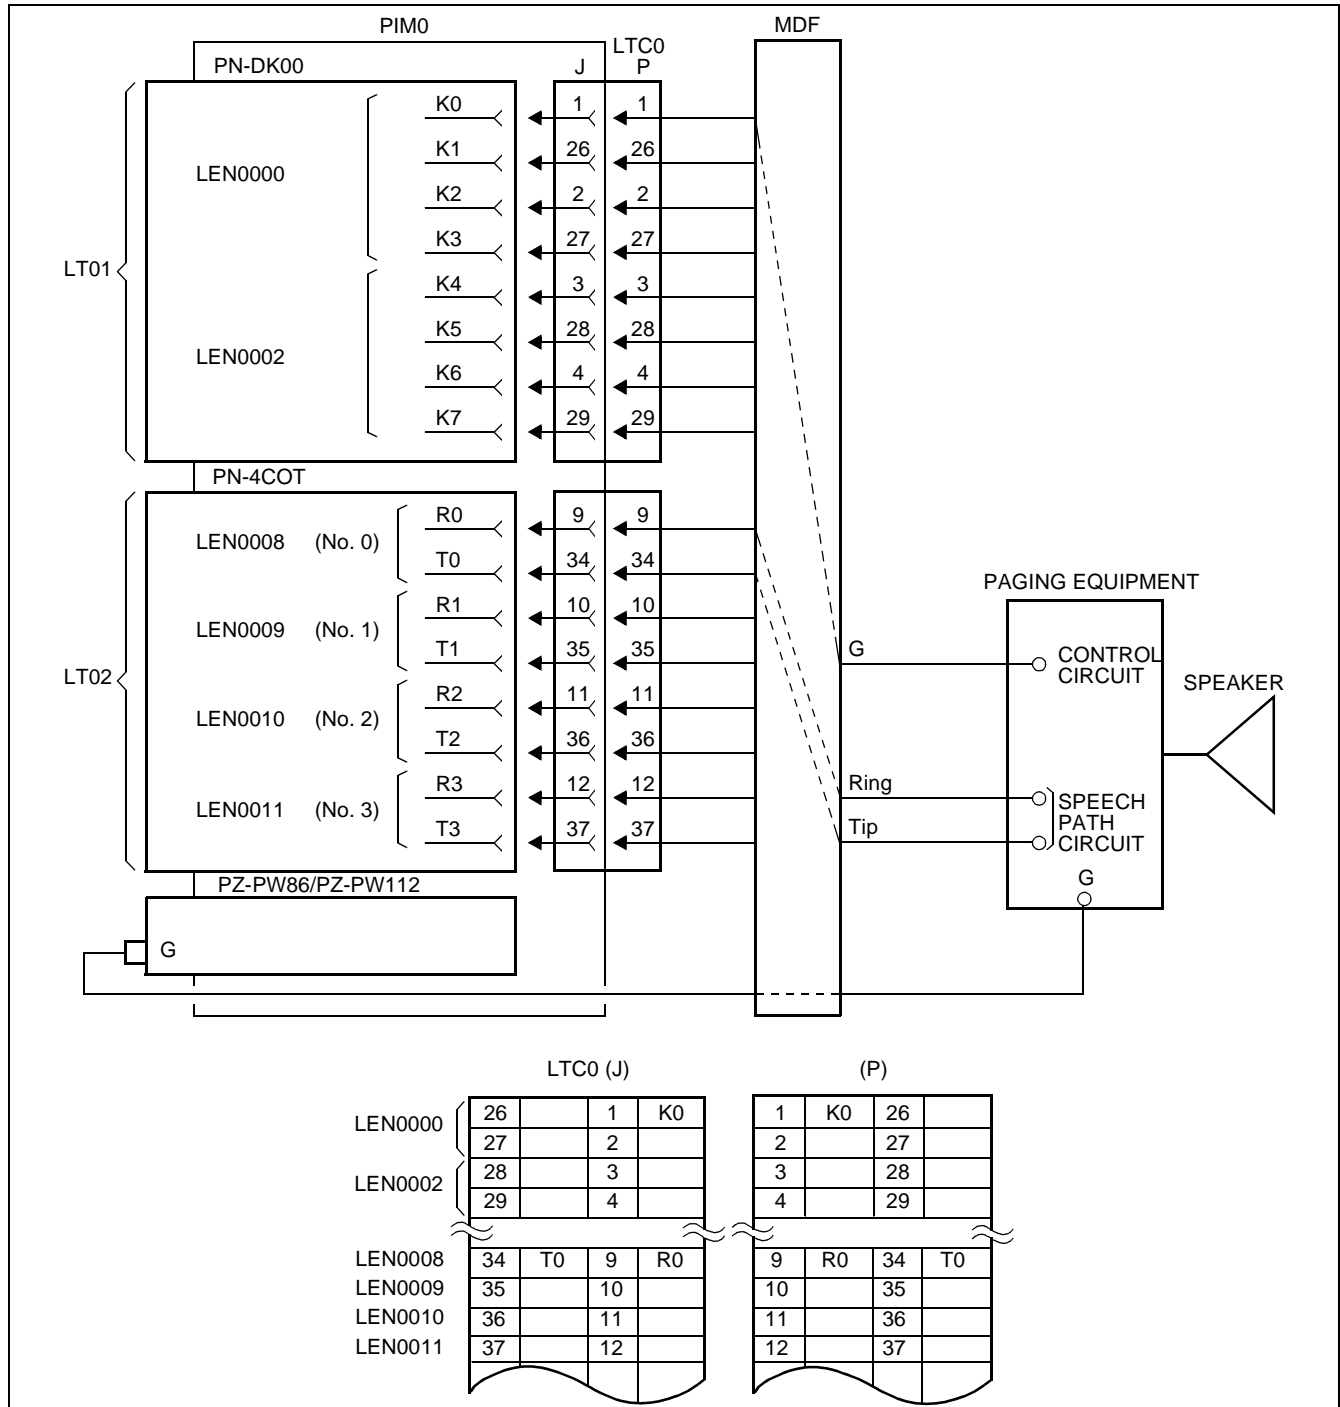 PIM0
MDF
LTC0
PN-DK00
J P
K0 1 1
K1 26 26
LEN0000
K2 2 2
K3 27 27
LT01
K4 3 3
K5 28 28
LEN0002
K6 4 4
K7 29 29
PN-4COT
R0 9 9
LEN0008 (No. 0)
T0 34 34
R1 10 10
LEN0009 (No. 1)
T1 35 35
LT02
R2 11 11
LEN0010 (No. 2)
T2 36 36
R3 12 12
LEN0011 (No. 3)
T3 37 37
PZ-PW86/PZ-PW112
G
PAGING EQUIPMENT
G
CONTROL
CIRCUIT
SPEAKER
Ring
Tip
SPEECH
PATH
CIRCUIT
G
LTC0 (J) (P)
LEN0000 26 1 K0 1 K0 26
27 2 2 27
LEN0002 28 3 3 28
29 4 4 29
LEN0008 34 T0 9 R0 9 R0 34 T0
LEN0009 35 10 10 35
LEN0010 36 11 11 36
LEN0011 37 12 12 37